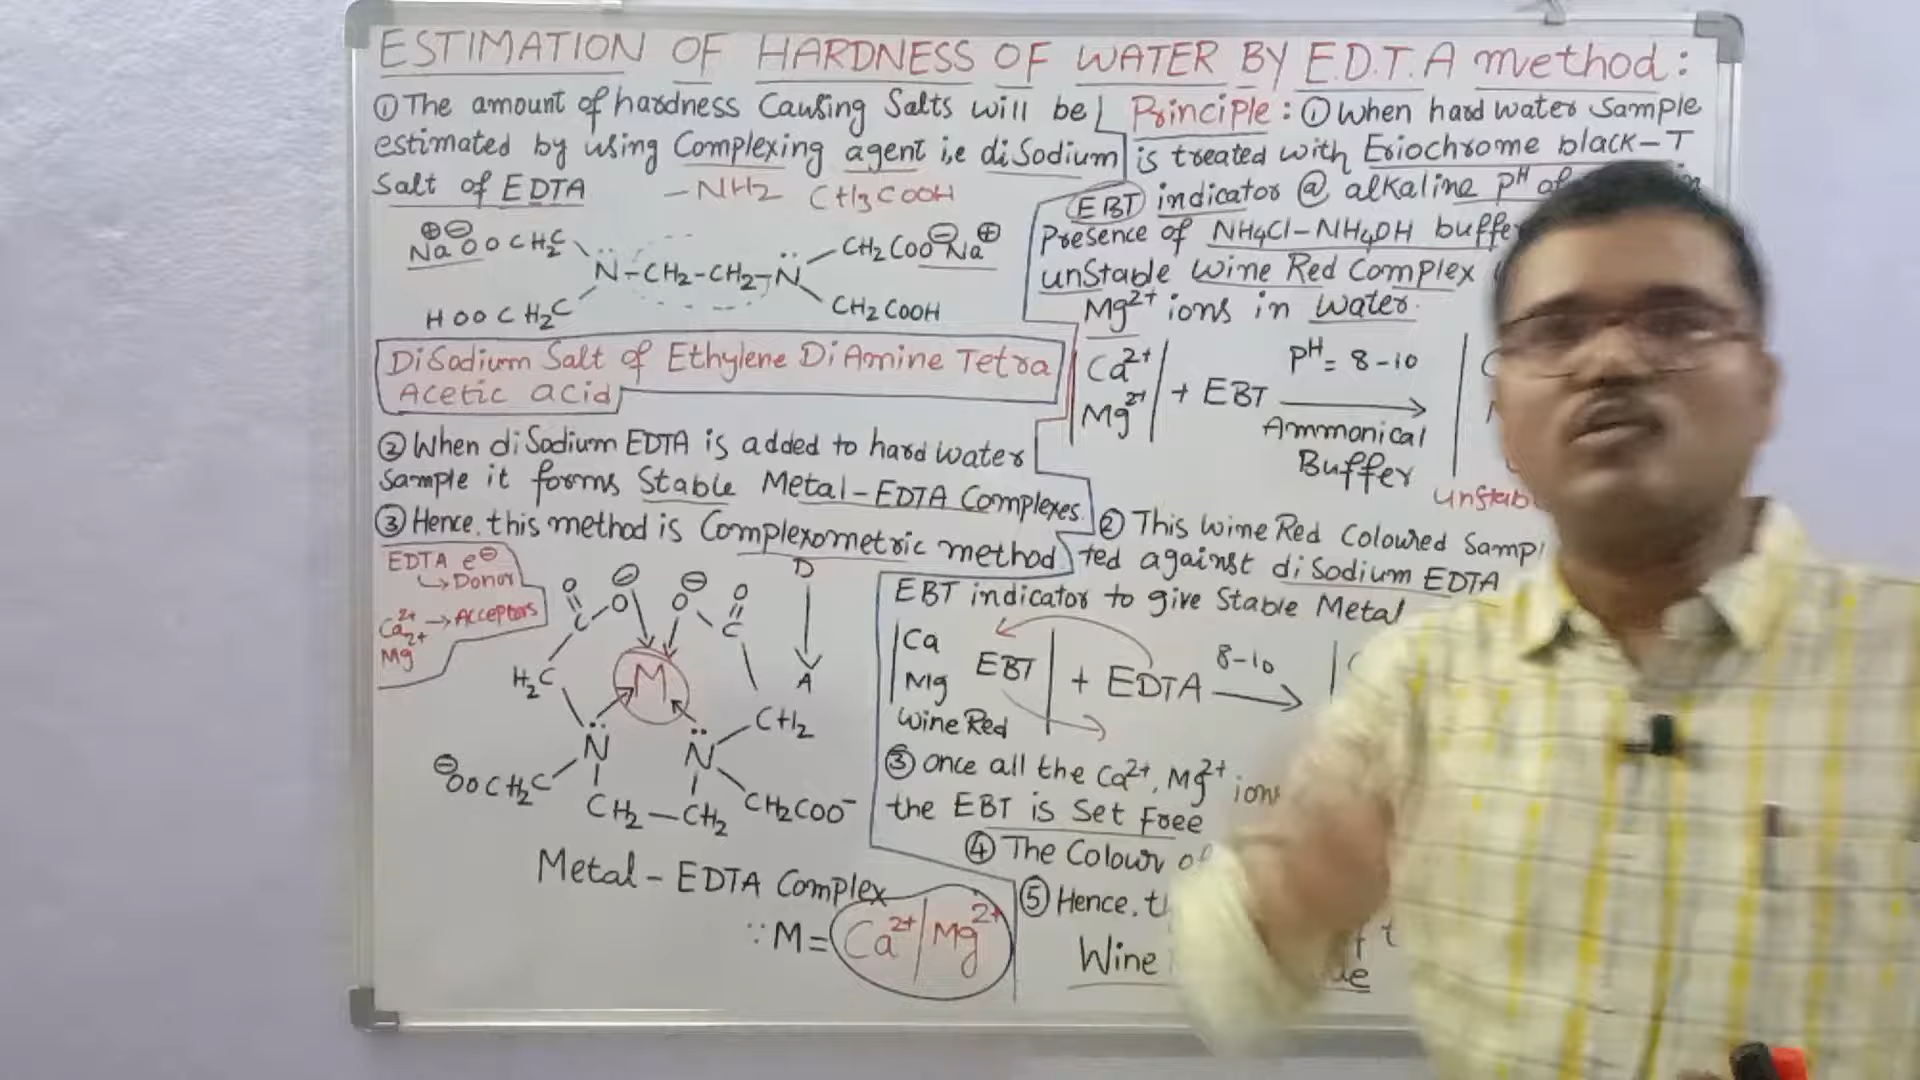 ESTIMATION OF HARDNESS OF WATER BY E.D.T.A method:
① The amount of hardness Causing Salts will be
estimated by using Complexing agent i,e diSodium
Salt of EDTA
-NH2 CH3COOH
⊕⊖
NaOOCH2C
N-CH2-CH2-N
CH2COO⊖Na⊕
HOOCH2C
CH2COOH
DiSodium Salt of Ethylene DiAmine Tetra
Acetic acid
② When diSodium EDTA is added to hard water
Sample it forms Stable Metal-EDTA Complexes.
③ Hence, this method is Complexometric method
EDTA e⊖
Donor
Ca2+ → Acceptors
Mg2+
D
A
O ⊖ ⊖ O
C O O C
H2C
M
CH2
N N
⊖OOCH2C
CH2-CH2
CH2COO-
Metal-EDTA Complex
∵ M = Ca2+/Mg2+
Principle: ① When hard water Sample
is treated with Eriochrome black-T
(EBT) indicator @ alkaline pH of
Presence of NH4Cl-NH4OH
unStable Wine Red Complex
Mg2+ ions in water.
Ca2+
Mg2+
+ EBT
PH = 8-10
Ammonical
Buffer
② This Wine Red Coloured
ted against diSodium EDTA
EBT indicator to give Stable Metal
Ca
Mg
EBT
+ EDTA
8-10
Wine Red
③ Once all the Ca2+, Mg2+ ions
the EBT is Set Free
④ The Colour
⑤ Hence,
Wine